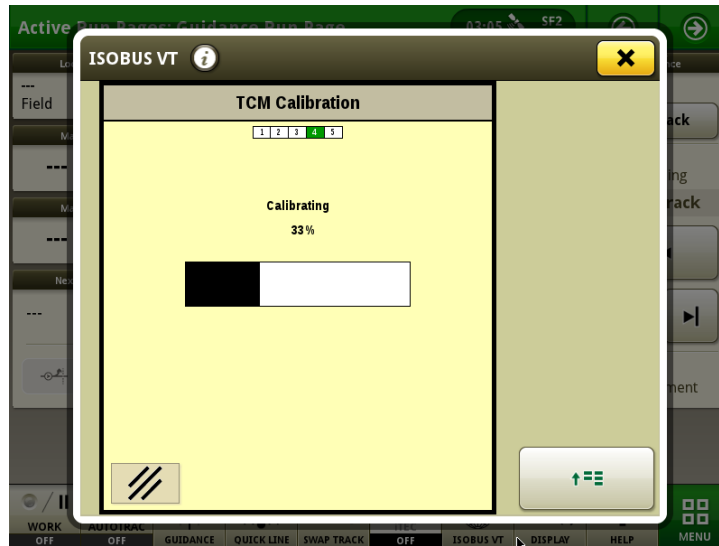 Active Run Pages: Guidance Run Page
03:05
SF2
ISOBUS VT
TCM Calibration
1 2 3 4 5
Calibrating
33%
---
Field
---
---
Nex
---
ack
ing
rack
ment
WORK
OFF
AUTOTRAC
OFF
GUIDANCE
QUICK LINE
SWAP TRACK
iTEC
OFF
ISOBUS VT
DISPLAY
HELP
MENU